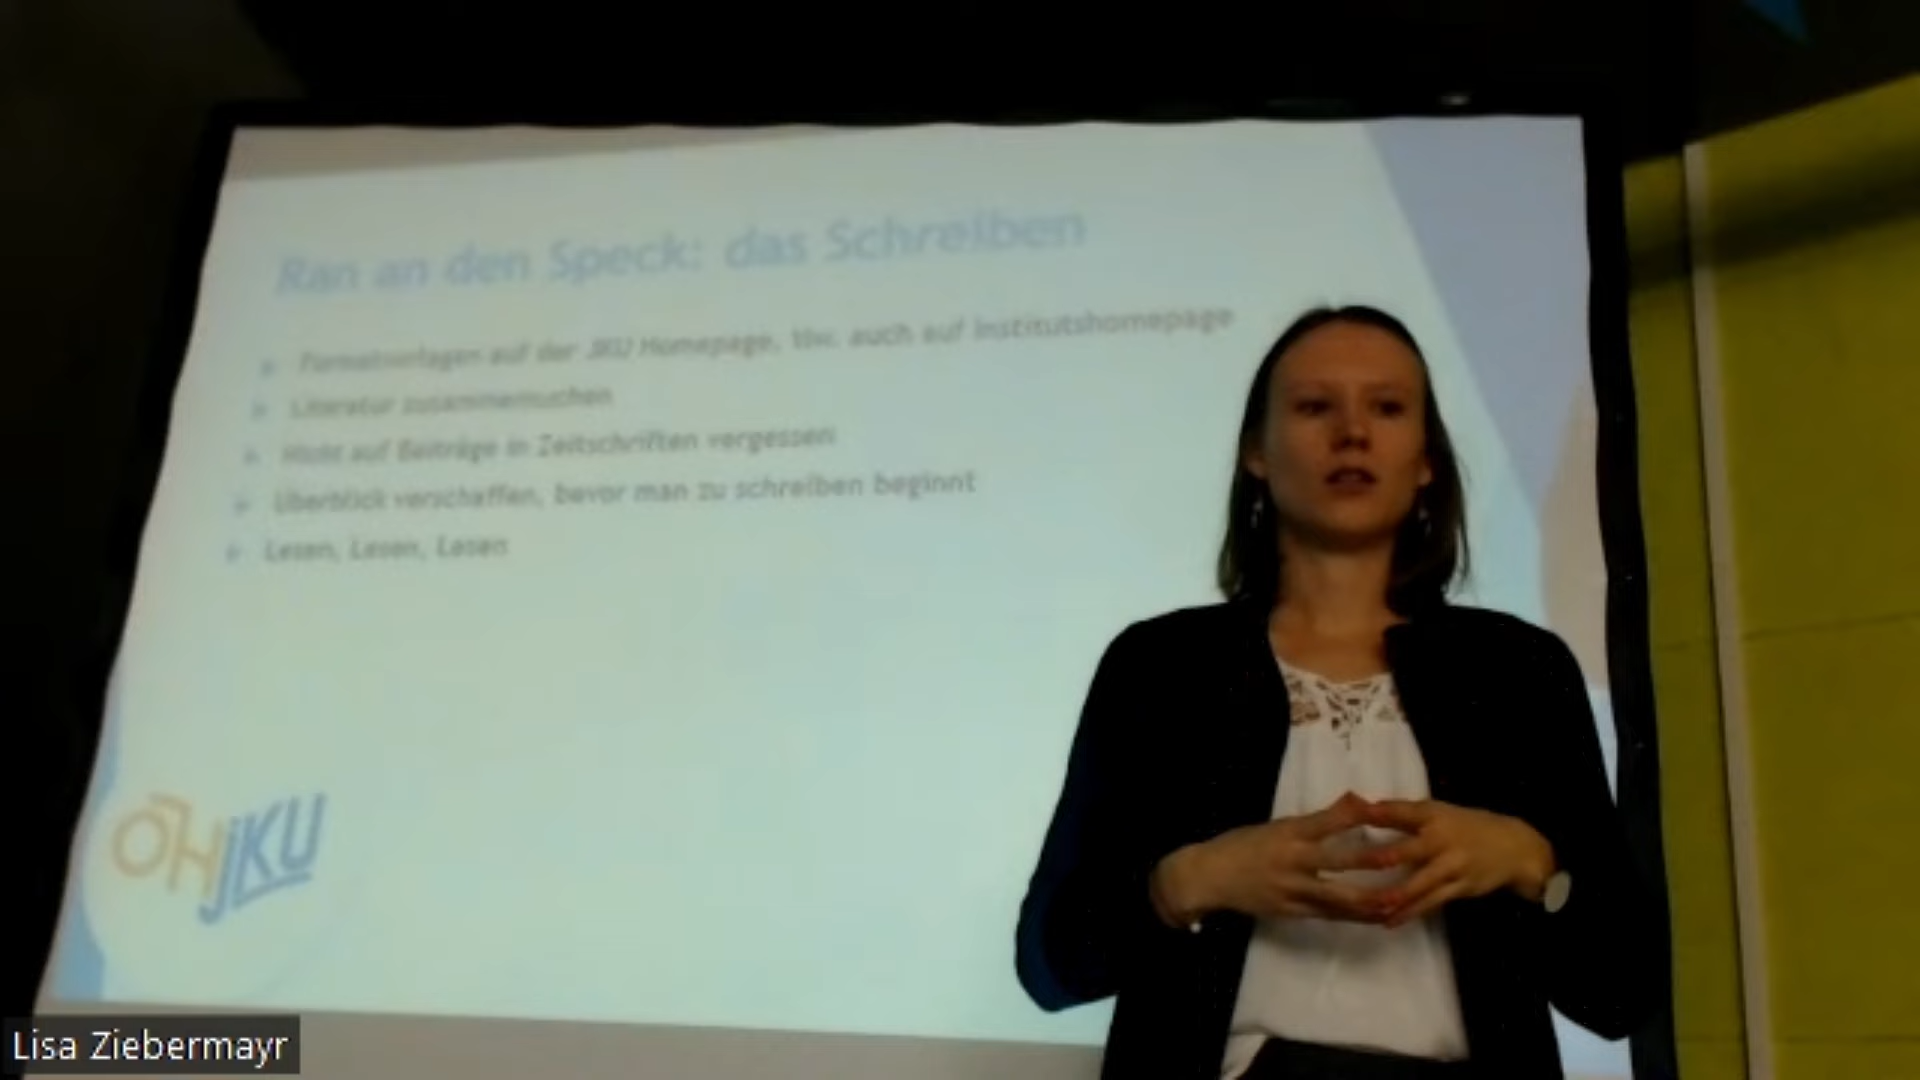 Ran an den Speck: das Schreiben
Formatvorlagen auf der JKU Homepage, tlw. auch auf Institutshomepage
Literatur zusammensuchen
Nicht auf Beiträge in Zeitschriften vergessen
Überblick verschaffen, bevor man zu schreiben beginnt
Lesen, Lesen, Lesen
ÖH JKU
Lisa Ziebermayr